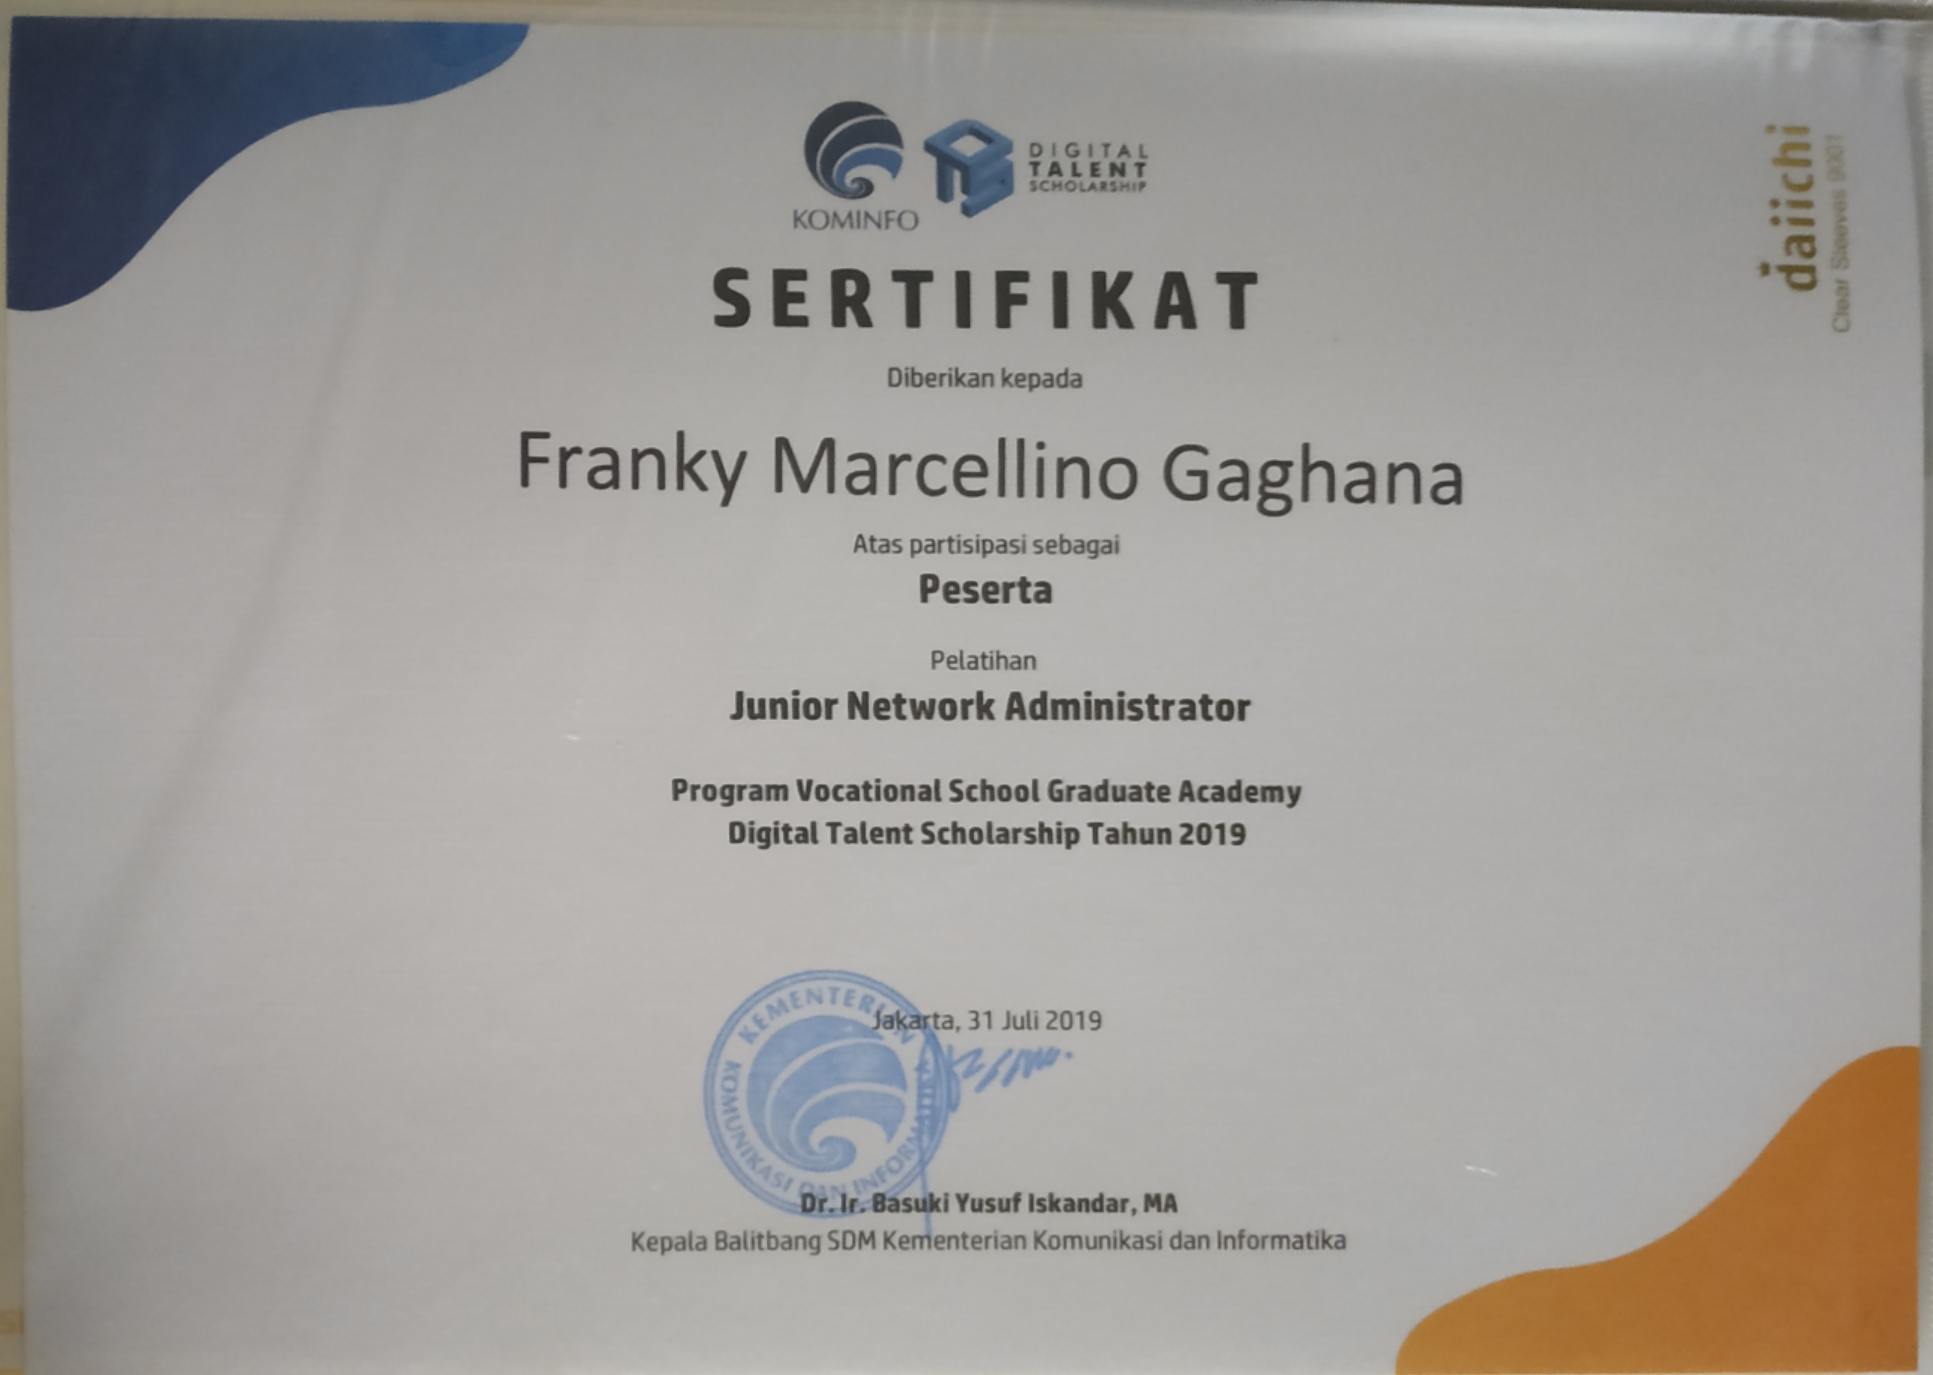 KOMINFO
DIGITAL
TALENT
SCHOLARSHIP
daiichi
Clear Sleeves 9001
SERTIFIKAT
Diberikan kepada
Franky Marcellino Gaghana
Atas partisipasi sebagai
Peserta
Pelatihan
Junior Network Administrator
Program Vocational School Graduate Academy
Digital Talent Scholarship Tahun 2019
Jakarta, 31 Juli 2019
KEMENTERIAN
KOMUNIKASI DAN INFORMATIKA
Dr. Ir. Basuki Yusuf Iskandar, MA
Kepala Balitbang SDM Kementerian Komunikasi dan Informatika